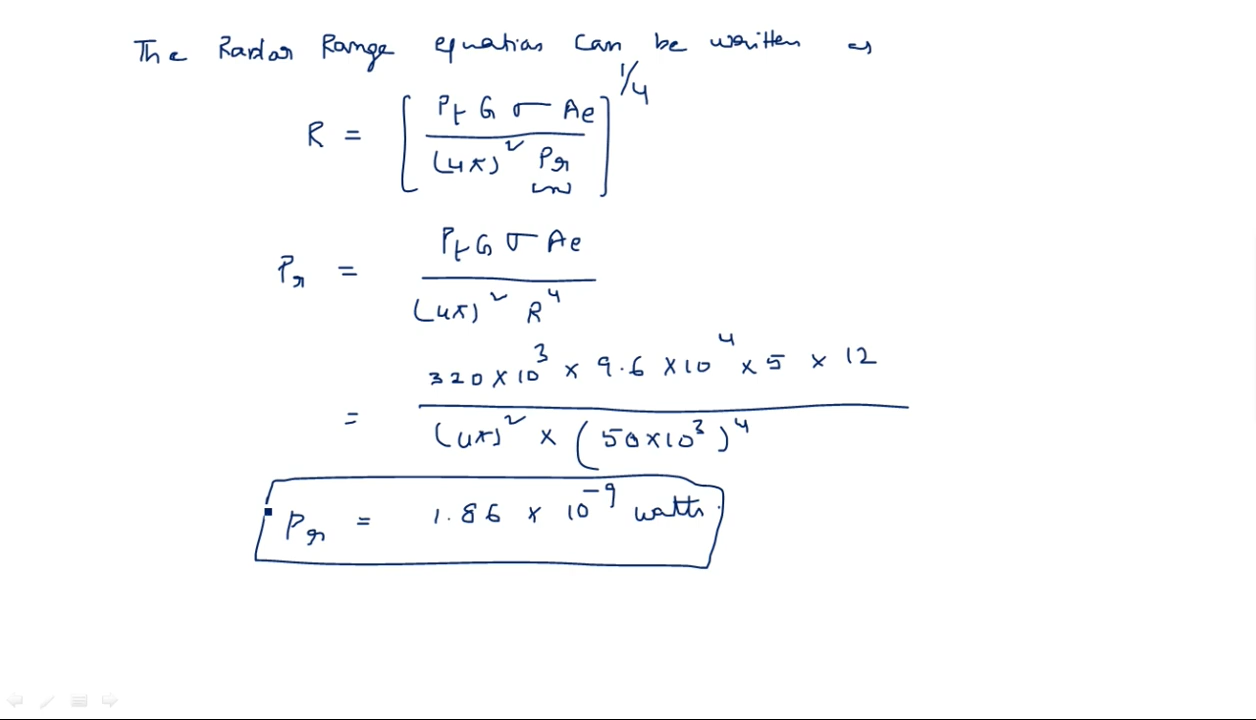 The Radar Range equation can be written as
R = [ Pt G σ Ae / (4π)² Pr ]^1/4
Pr = Pt G σ Ae / (4π)² R⁴
= 320 × 10³ × 9.6 × 10⁴ × 5 × 12 / (4π)² × (50×10³)⁴
Pr = 1.86 × 10⁻⁹ watts.